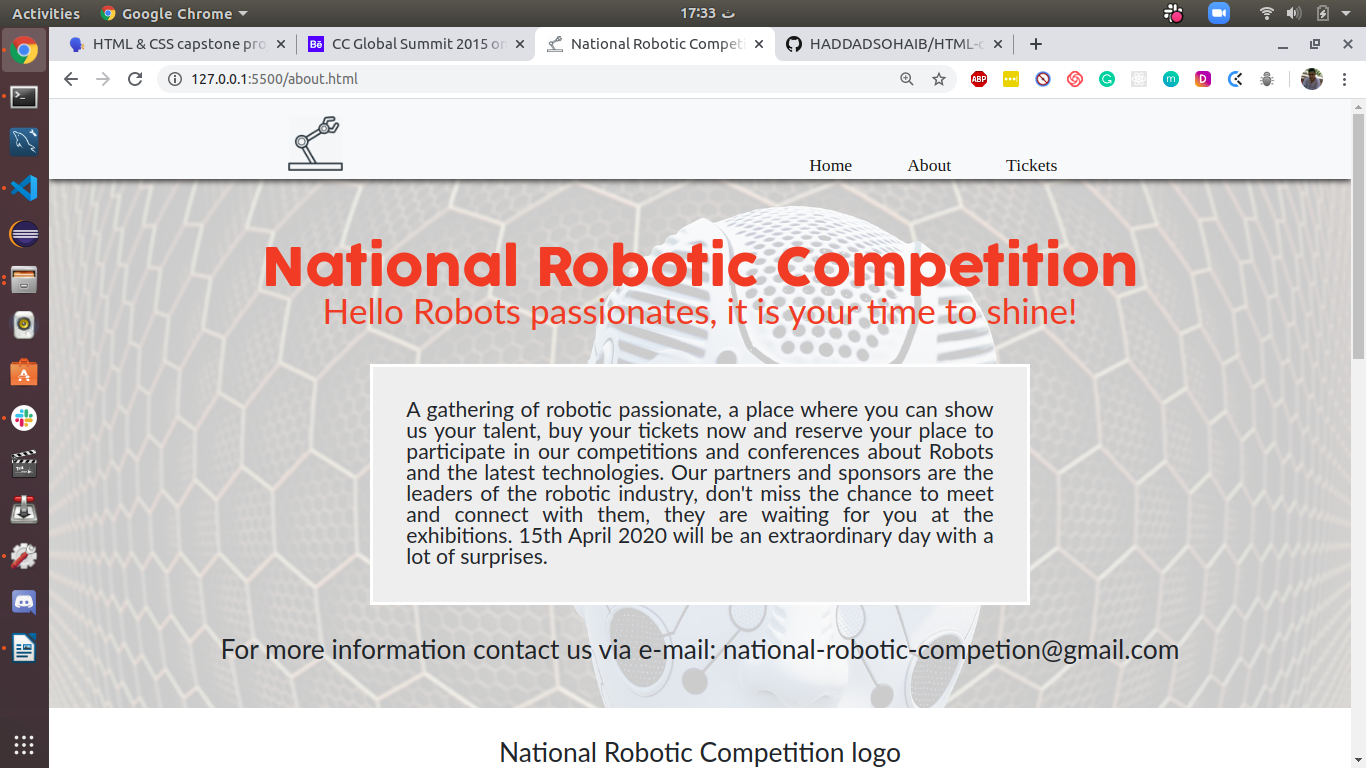 Activities
Google Chrome
17:33 ث
HTML & CSS capstone pro
CC Global Summit 2015 on
National Robotic Competi
HADDADSOHAIB/HTML-c
127.0.0.1:5500/about.html
ABP
Home About Tickets
National Robotic Competition
Hello Robots passionates, it is your time to shine!
A gathering of robotic passionate, a place where you can show
us your talent, buy your tickets now and reserve your place to
participate in our competitions and conferences about Robots
and the latest technologies. Our partners and sponsors are the
leaders of the robotic industry, don't miss the chance to meet
and connect with them, they are waiting for you at the
exhibitions. 15th April 2020 will be an extraordinary day with a
lot of surprises.
For more information contact us via e-mail: national-robotic-competion@gmail.com
National Robotic Competition logo